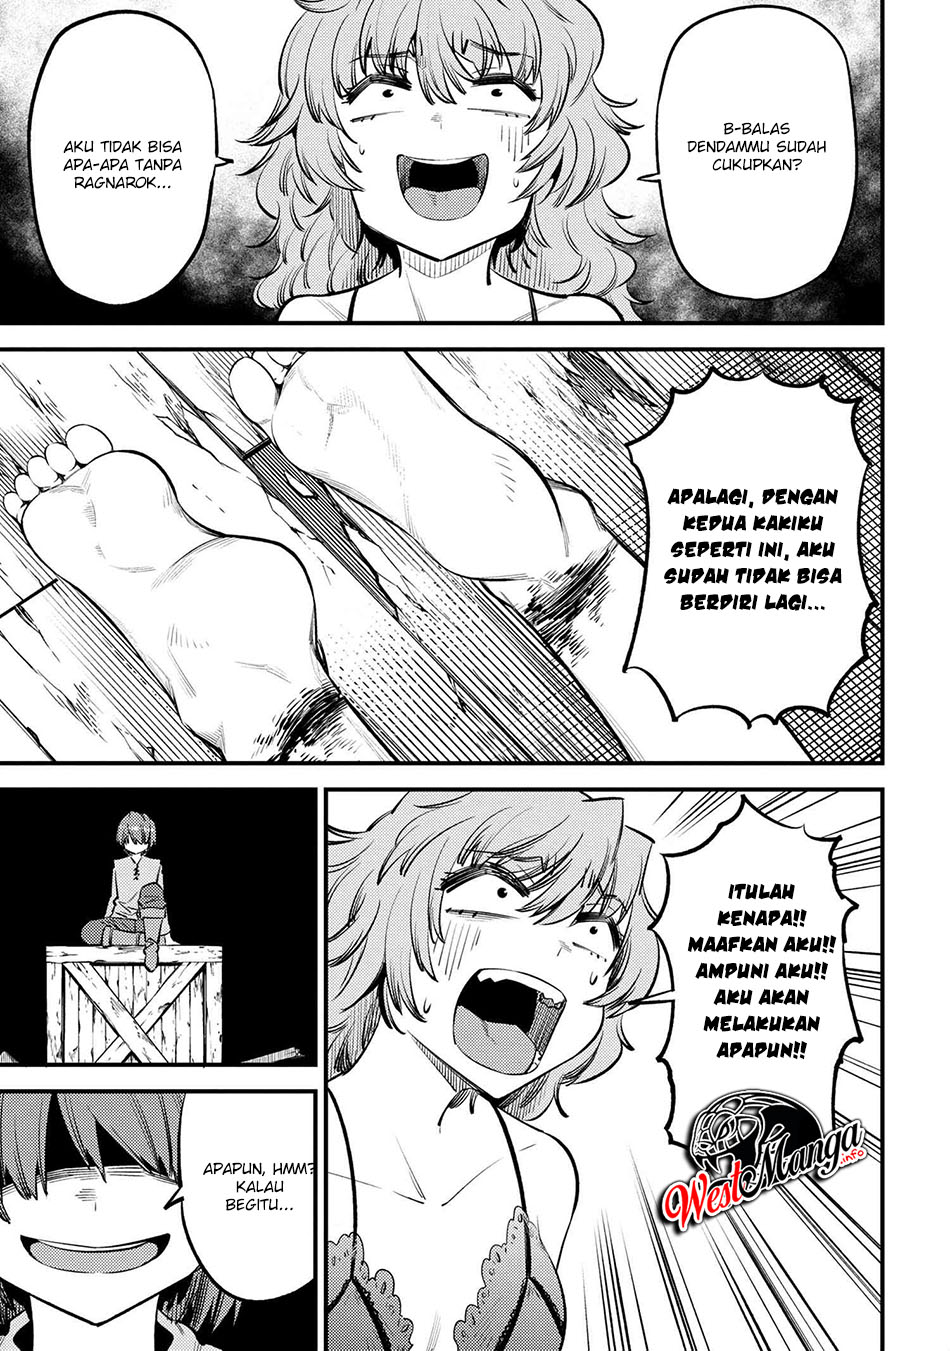 B-BALAS
DENDAMMU SUDAH
CUKUPKAN?
AKU TIDAK BISA
APA-APA TANPA
RAGNAROK...
APALAGI, DENGAN
KEDUA KAKIKU
SEPERTI INI, AKU
SUDAH TIDAK BISA
BERDIRI LAGI...
ITULAH
KENAPA!!
MAAFKAN AKU!!
AMPUNI AKU!!
AKU AKAN
MELAKUKAN
APAPUN!!
APAPUN, HMM?
KALAU
BEGITU...
WestManga
.info